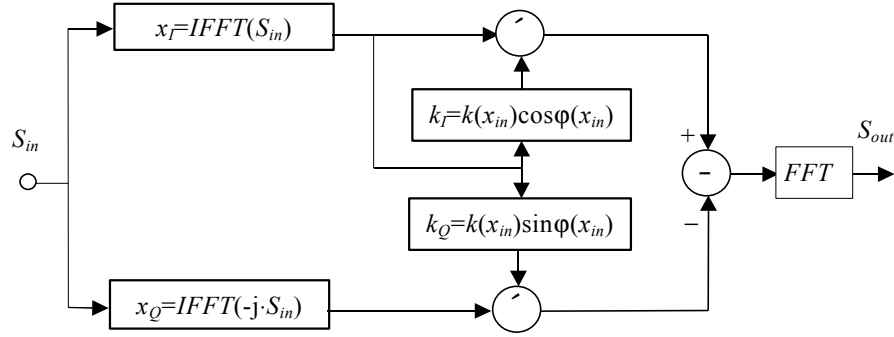 x_I=IFFT(S_in)
k_I=k(x_in)cosφ(x_in)
S_in
+
S_out
-
FFT
k_Q=k(x_in)sinφ(x_in)
−
x_Q=IFFT(-j·S_in)